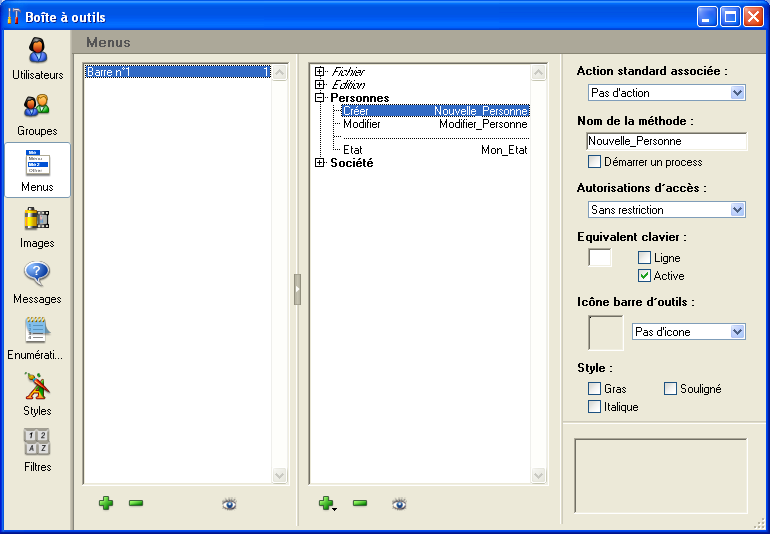 Boîte à outils
Utilisateurs
Groupes
Menus
Images
Messages
Enumérati...
Styles
Filtres
Menus
Barre n°1 1
Fichier
Edition
Personnes
Créer Nouvelle_Personne
Modifier Modifier_Personne
Etat Mon_Etat
Société
Action standard associée :
Pas d'action
Nom de la méthode :
Nouvelle_Personne
Démarrer un process
Autorisations d'accès :
Sans restriction
Equivalent clavier :
Ligne
Active
Icône barre d'outils :
Pas d'icone
Style :
Gras Souligné
Italique